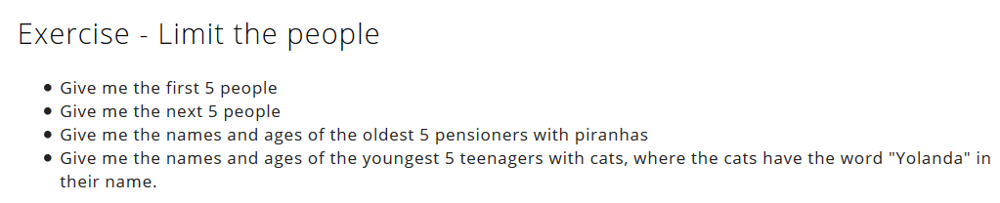 Exercise - Limit the people
• Give me the first 5 people
• Give me the next 5 people
• Give me the names and ages of the oldest 5 pensioners with piranhas
• Give me the names and ages of the youngest 5 teenagers with cats, where the cats have the word "Yolanda" in
their name.